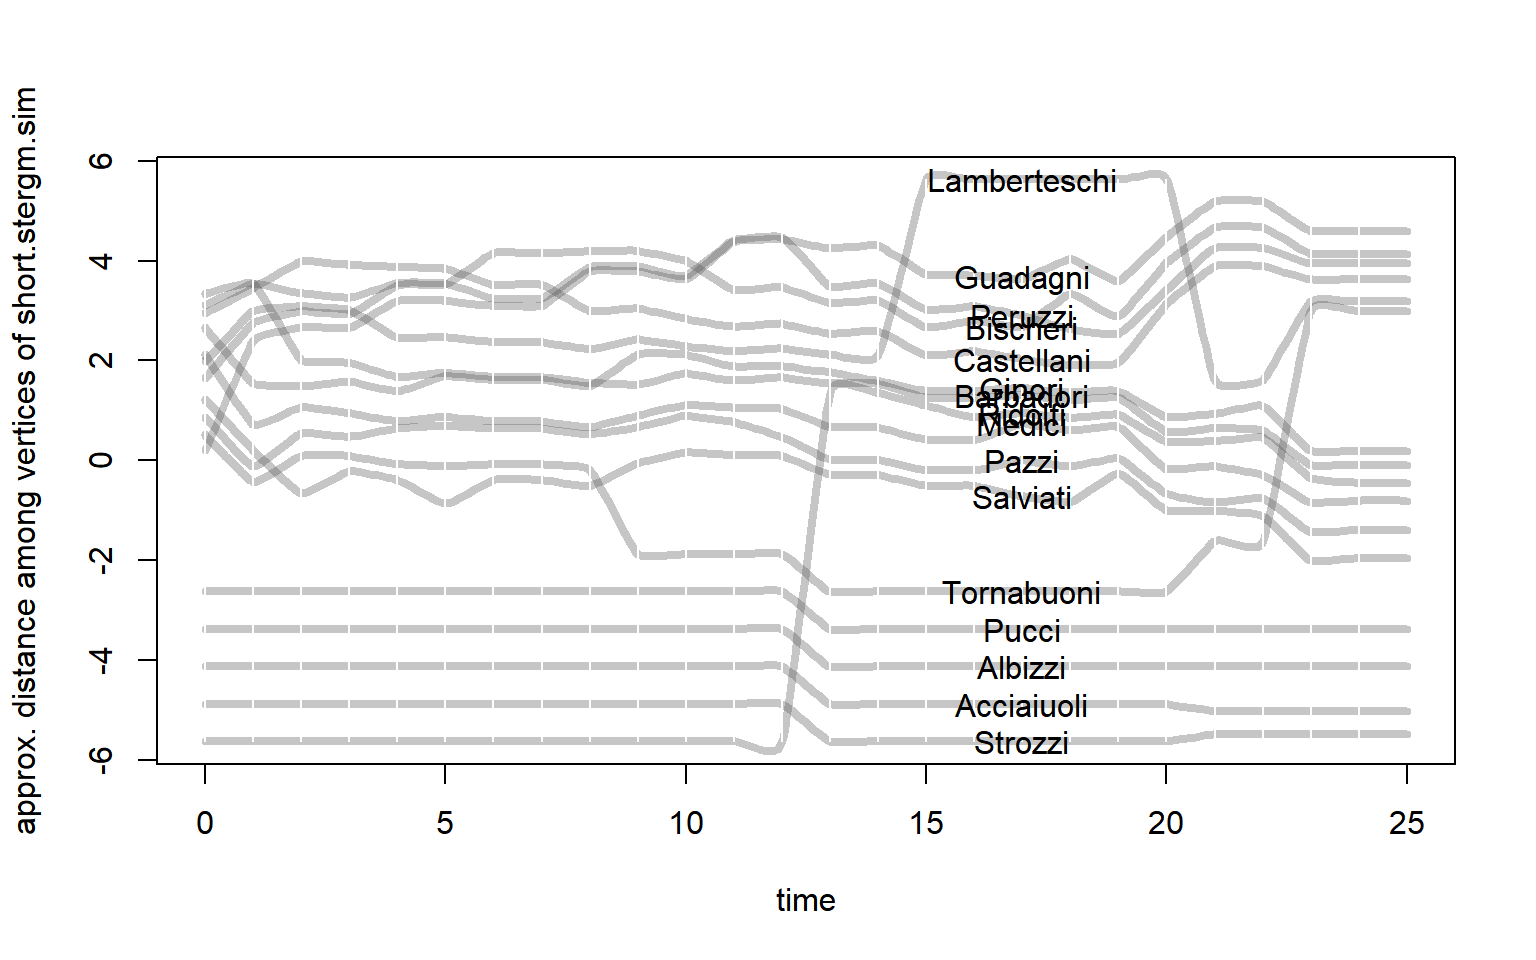 approx. distance among vertices of short.stergm.sim
6
4
2
0
-2
-4
-6
Lamberteschi
Guadagni
Peruzzi
Bischeri
Castellani
Ginori
Barbadori
Ridolfi
Medici
Pazzi
Salviati
Tornabuoni
Pucci
Albizzi
Acciaiuoli
Strozzi
0 5 10 15 20 25
time